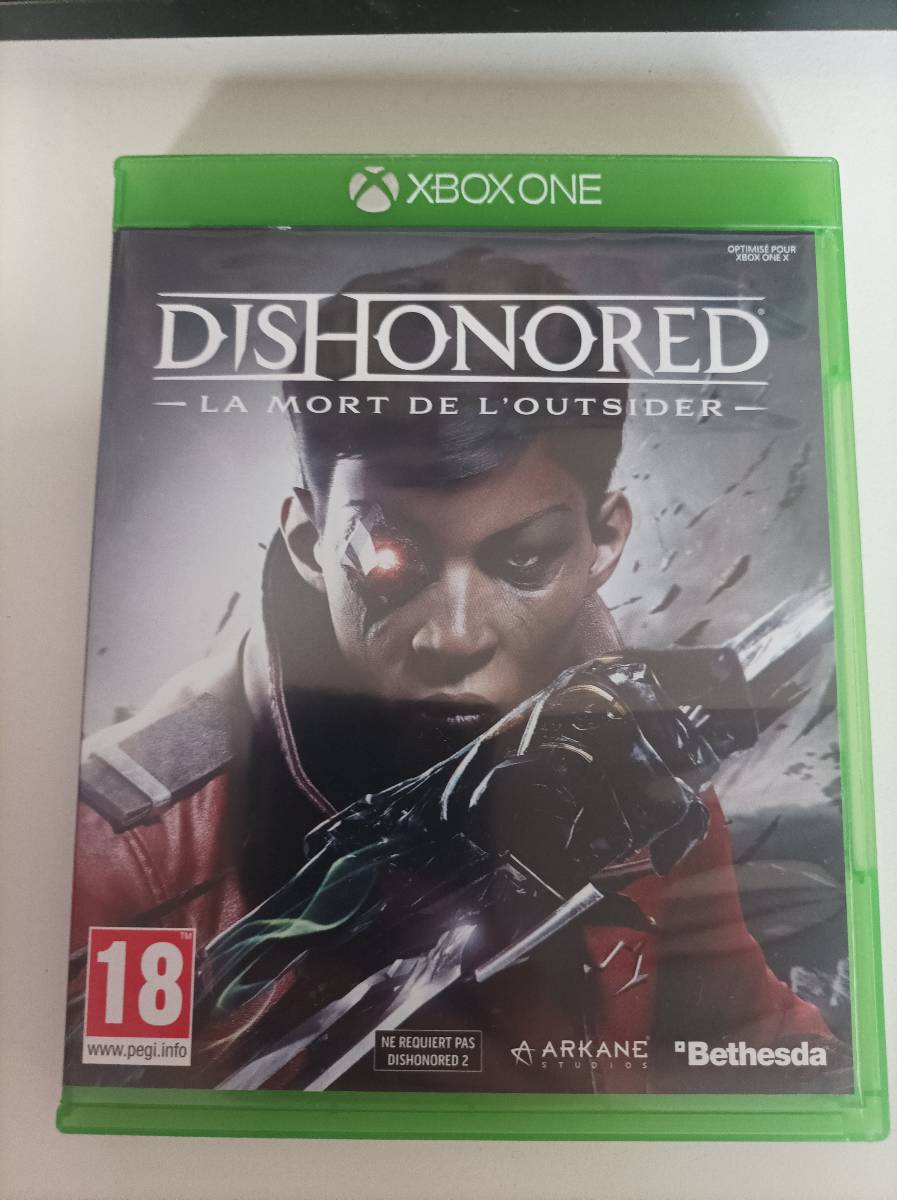 XBOX ONE
OPTIMISÉ POUR
XBOX ONE X
DISHONORED®
LA MORT DE L'OUTSIDER
18™
www.pegi.info
NE REQUIERT PAS
DISHONORED 2
ARKANE®
STUDIOS
Bethesda